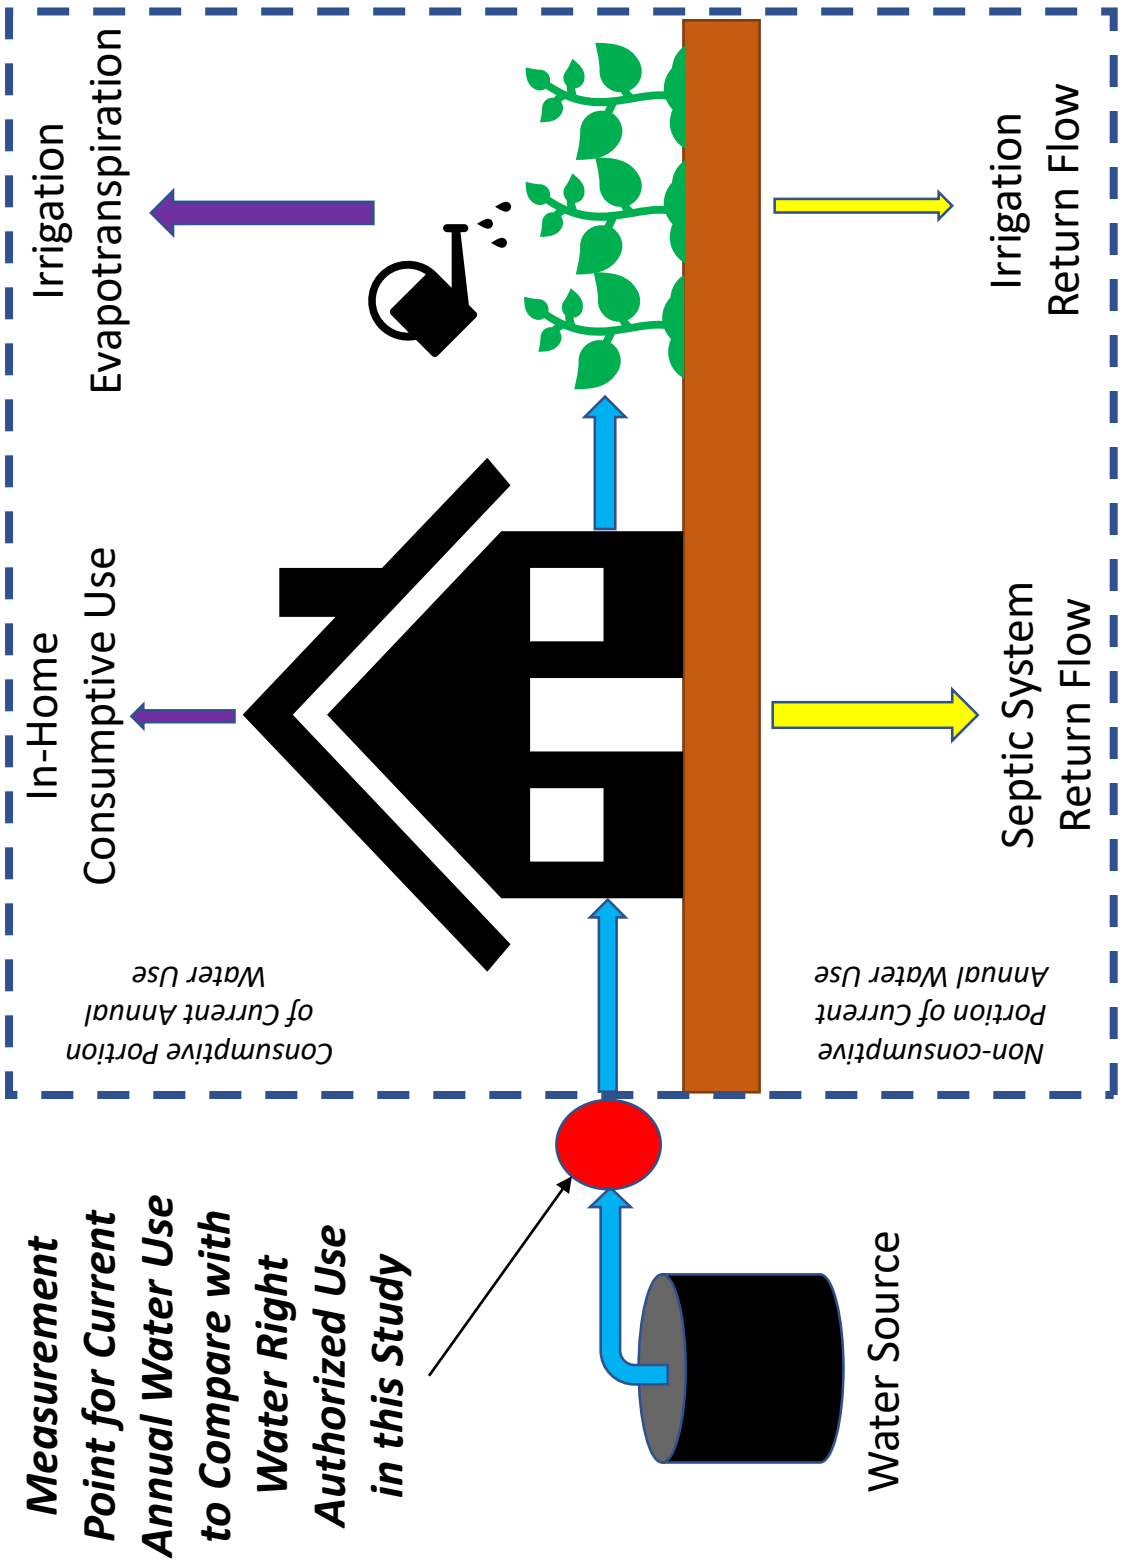 Measurement
Point for Current
Annual Water Use
to Compare with
Water Right
Authorized Use
in this Study
Water Source
Consumptive Portion
of Current Annual
Water Use
In-Home
Consumptive Use
Irrigation
Evapotranspiration
Non-consumptive
Portion of Current
Annual Water Use
Septic System
Return Flow
Irrigation
Return Flow